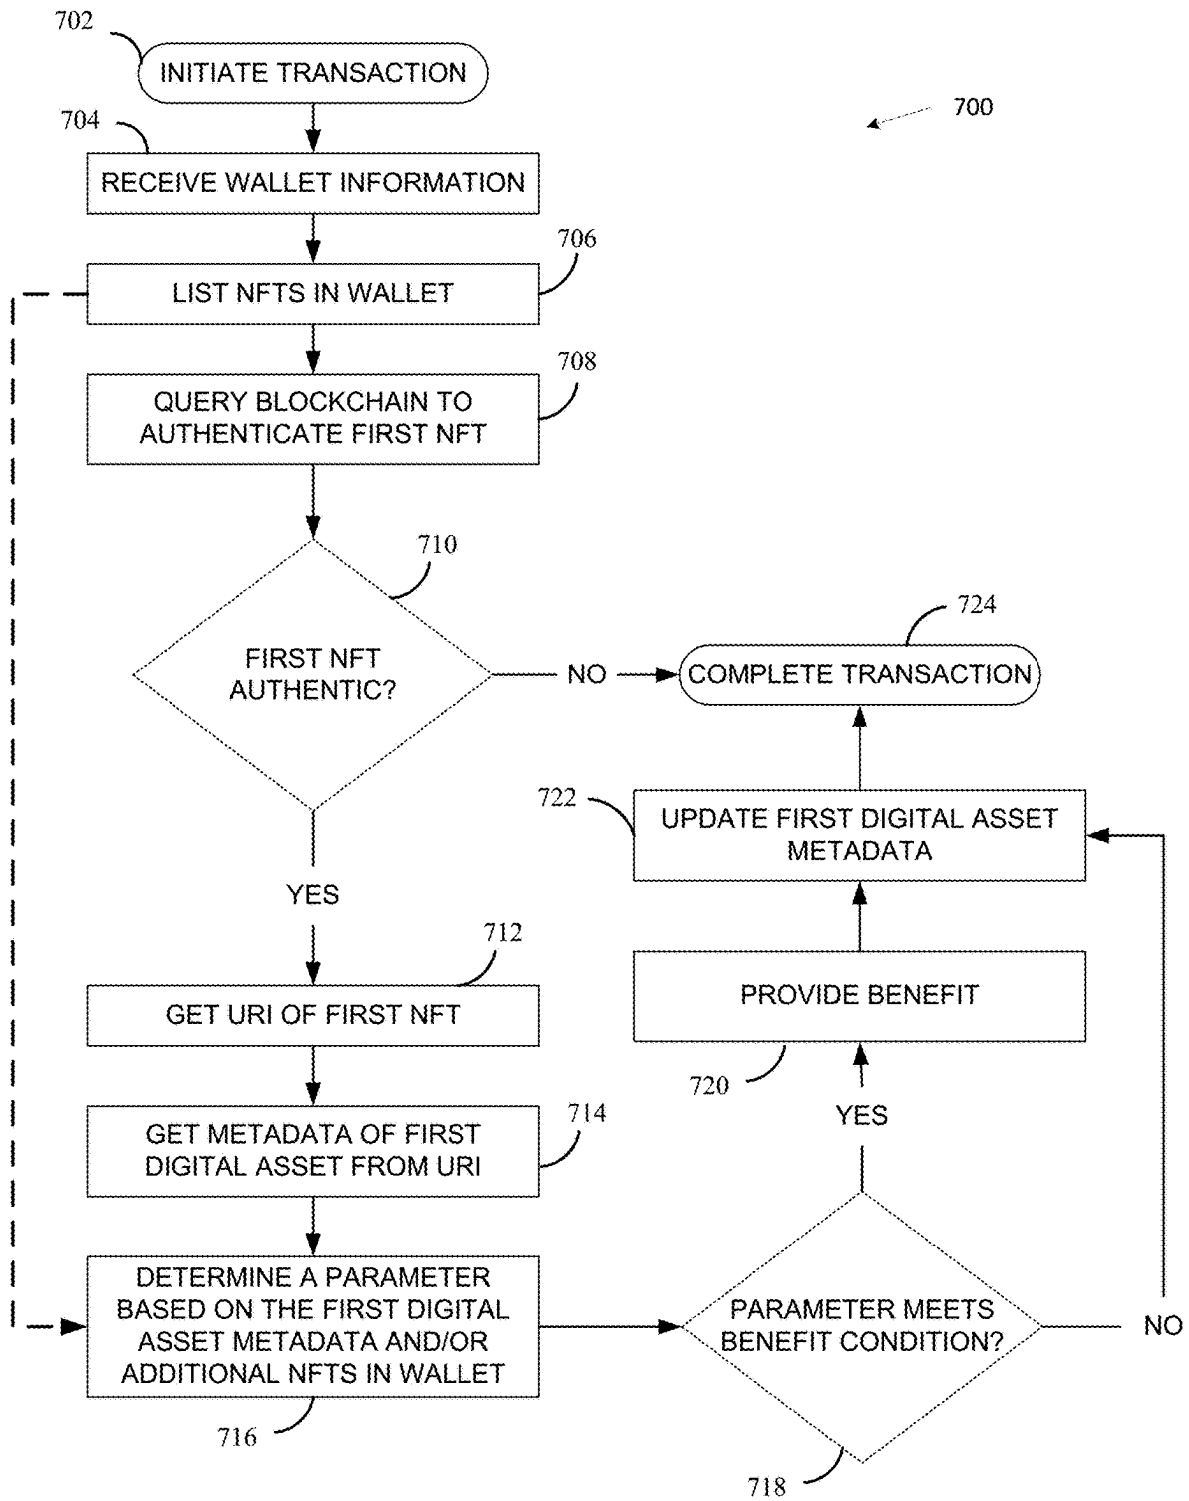 702
INITIATE TRANSACTION
700
704
RECEIVE WALLET INFORMATION
706
LIST NFTS IN WALLET
708
QUERY BLOCKCHAIN TO
AUTHENTICATE FIRST NFT
710
FIRST NFT
AUTHENTIC?
NO
724
COMPLETE TRANSACTION
YES
722
UPDATE FIRST DIGITAL ASSET
METADATA
712
GET URI OF FIRST NFT
PROVIDE BENEFIT
720
714
GET METADATA OF FIRST
DIGITAL ASSET FROM URI
YES
716
DETERMINE A PARAMETER
BASED ON THE FIRST DIGITAL
ASSET METADATA AND/OR
ADDITIONAL NFTS IN WALLET
PARAMETER MEETS
BENEFIT CONDITION?
NO
718